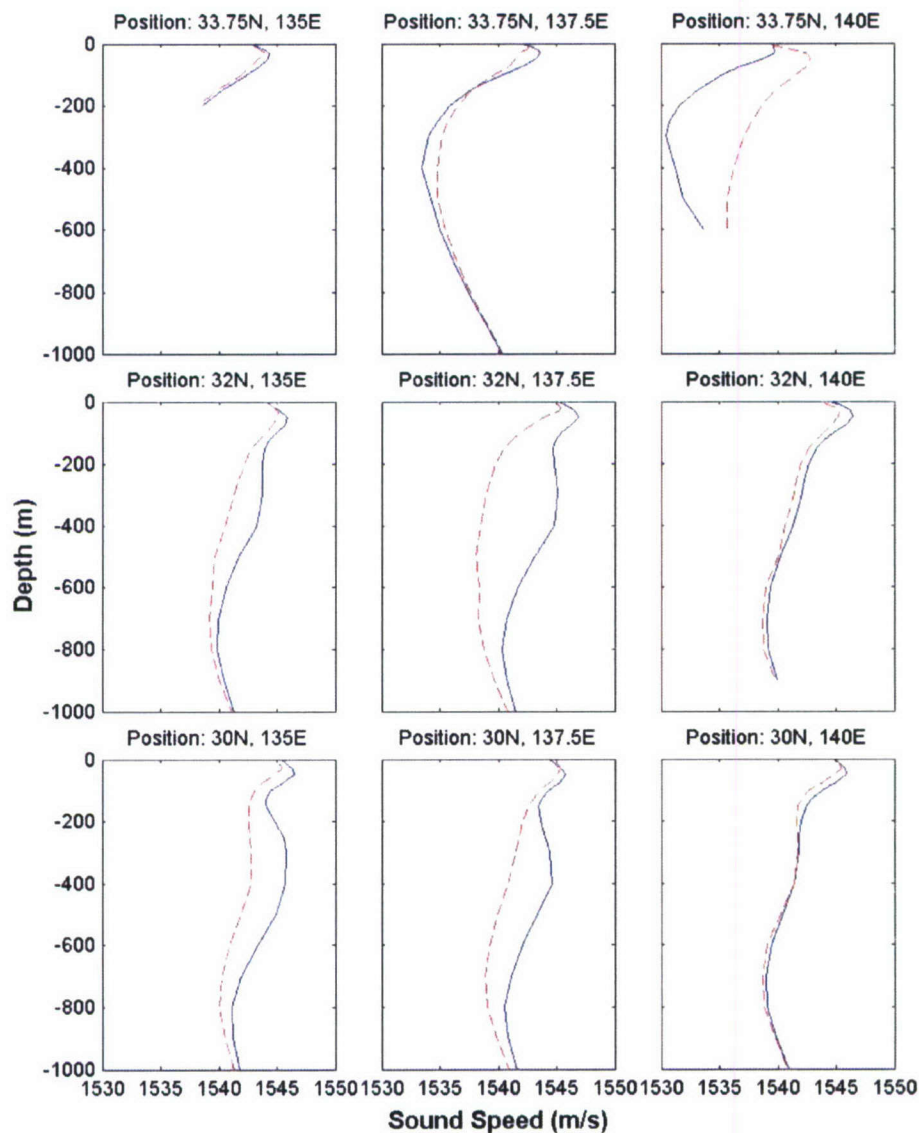 Position: 33.75N, 135E
Position: 33.75N, 137.5E
Position: 33.75N, 140E
0
-200
-400
-600
-800
-1000
Position: 32N, 135E
Position: 32N, 137.5E
Position: 32N, 140E
0
-200
-400
-600
-800
-1000
Depth (m)
Position: 30N, 135E
Position: 30N, 137.5E
Position: 30N, 140E
0
-200
-400
-600
-800
-1000
1530 1535 1540 1545 1550 1530 1535 1540 1545 1550 1530 1535 1540 1545 1550
Sound Speed (m/s)